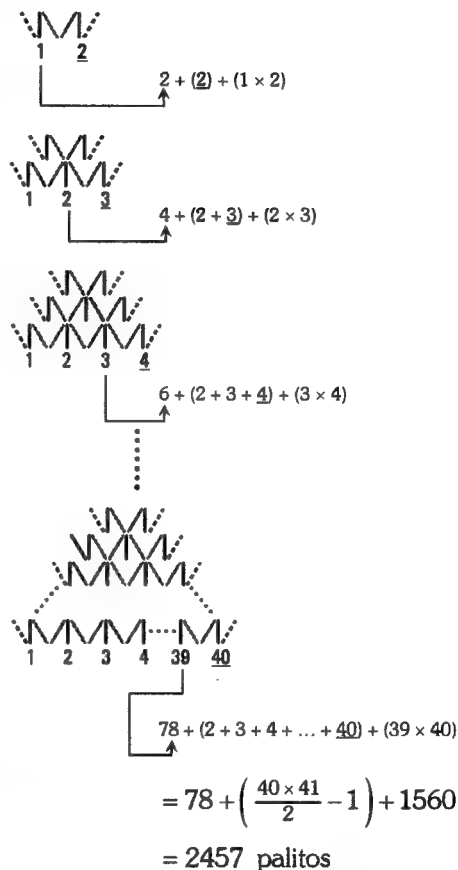 1 2
2 + (2) + (1 × 2)
1 2 3
4 + (2 + 3) + (2 × 3)
1 2 3 4
6 + (2 + 3 + 4) + (3 × 4)
1 2 3 4 39 40
78 + (2 + 3 + 4 + ... + 40) + (39 × 40)
= 78 + ( 40 × 41 / 2 − 1 ) + 1560
= 2457 palitos